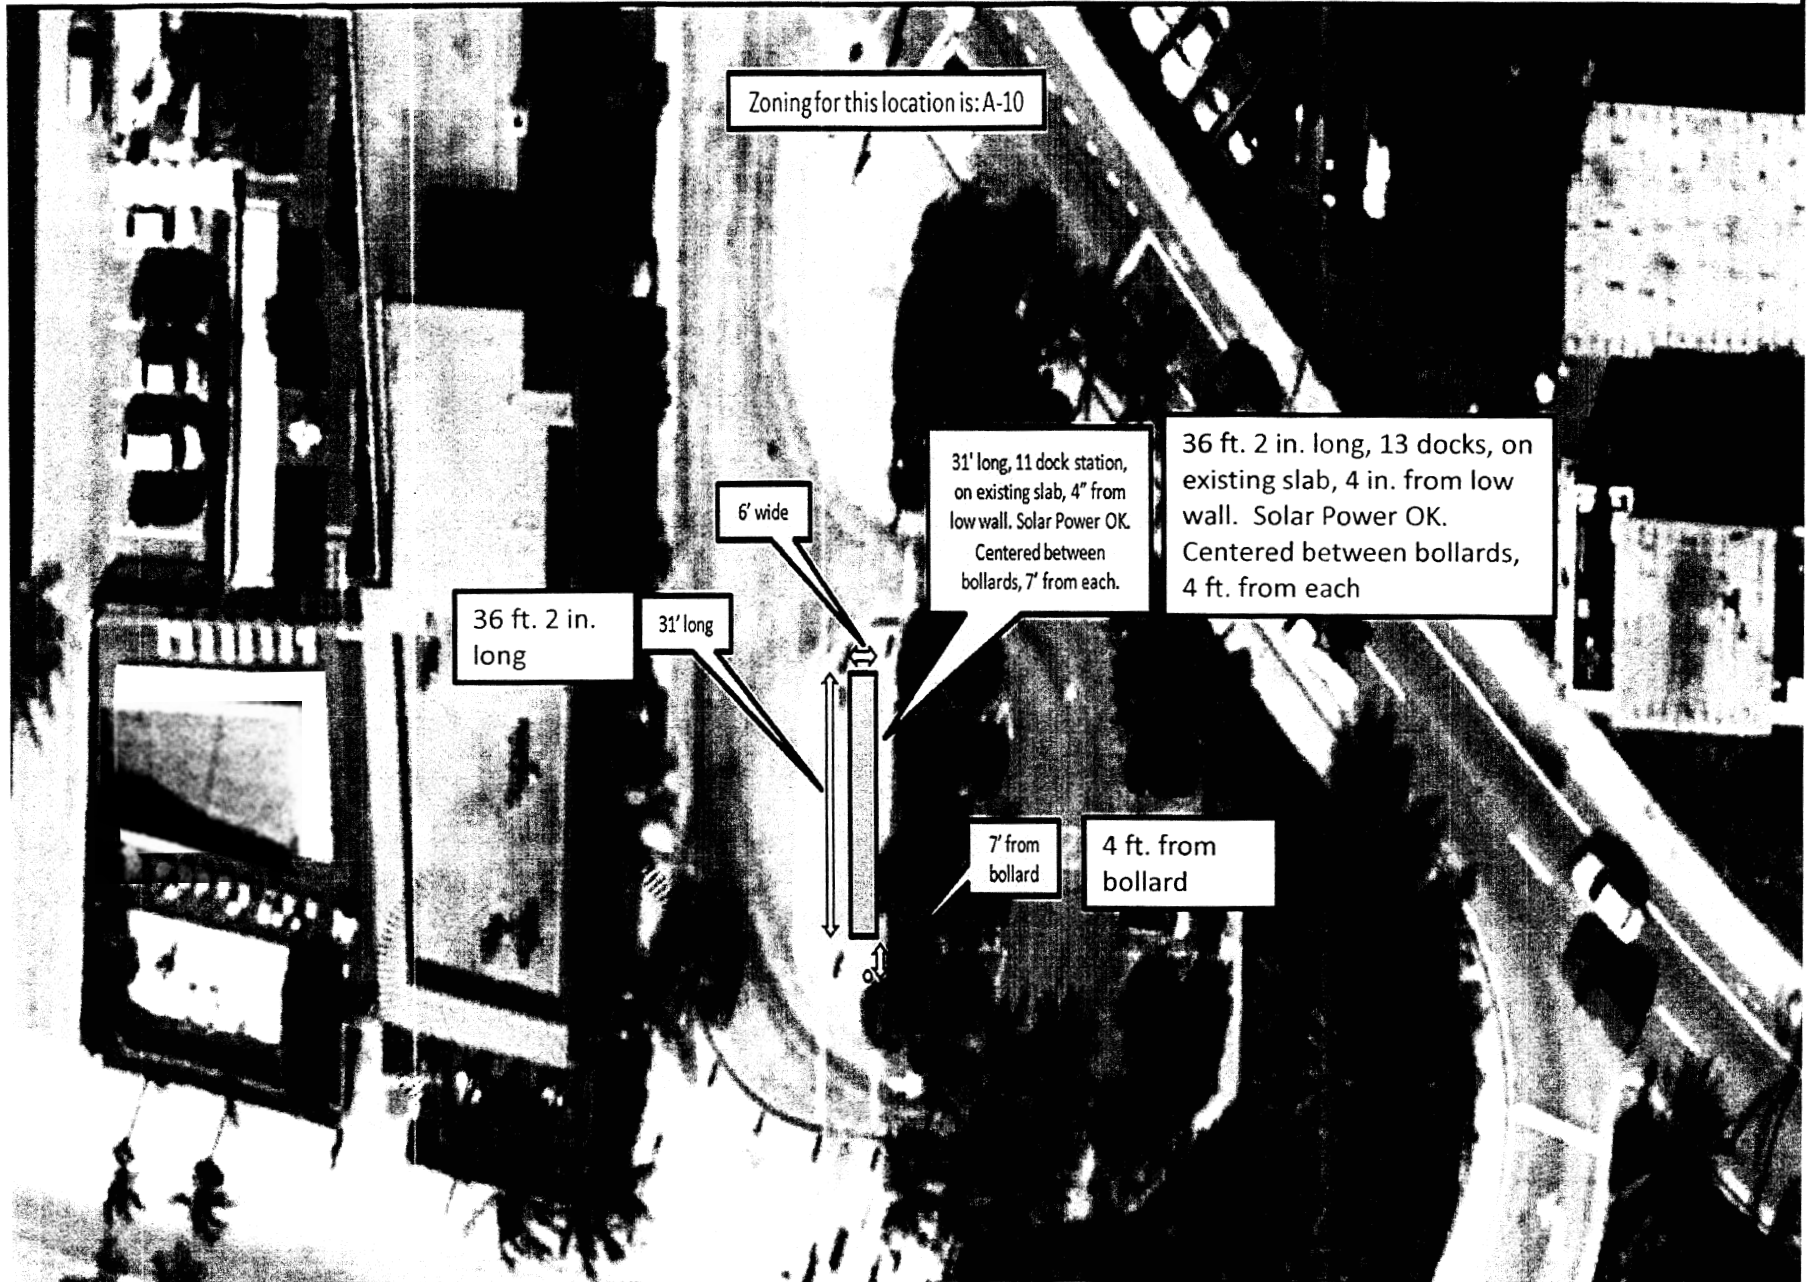 Zoning for this location is: A-10
31' long, 11 dock station,
on existing slab, 4" from
low wall. Solar Power OK.
Centered between
bollards, 7' from each.
36 ft. 2 in. long, 13 docks, on
existing slab, 4 in. from low
wall.  Solar Power OK.
Centered between bollards,
4 ft. from each
6' wide
36 ft. 2 in.
long
31' long
7' from
bollard
4 ft. from
bollard